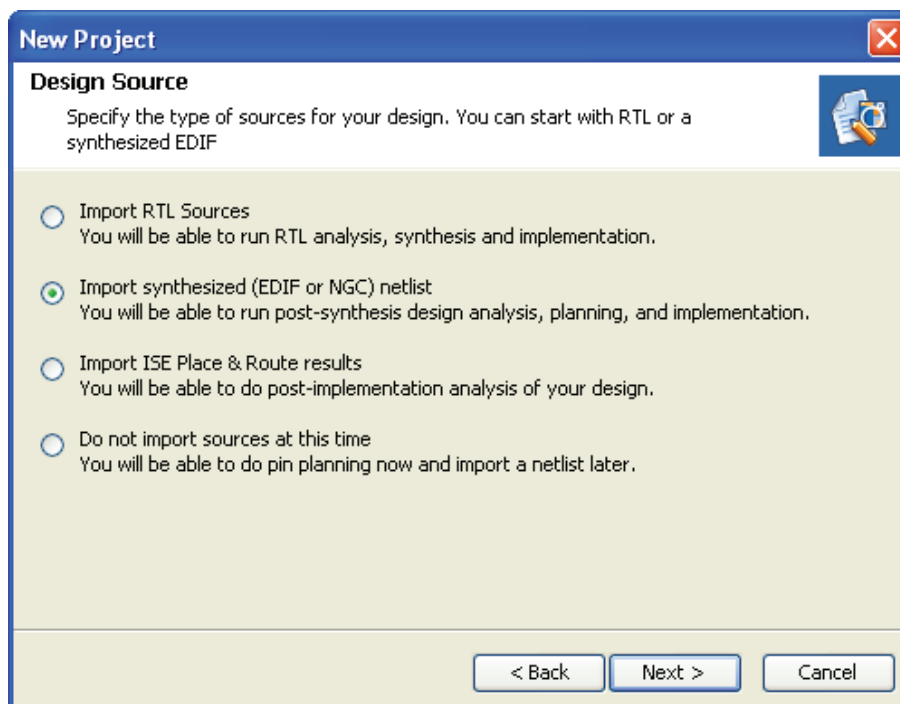 New Project
Design Source
Specify the type of sources for your design. You can start with RTL or a
synthesized EDIF
Import RTL Sources
You will be able to run RTL analysis, synthesis and implementation.
Import synthesized (EDIF or NGC) netlist
You will be able to run post-synthesis design analysis, planning, and implementation.
Import ISE Place & Route results
You will be able to do post-implementation analysis of your design.
Do not import sources at this time
You will be able to do pin planning now and import a netlist later.
< Back Next > Cancel